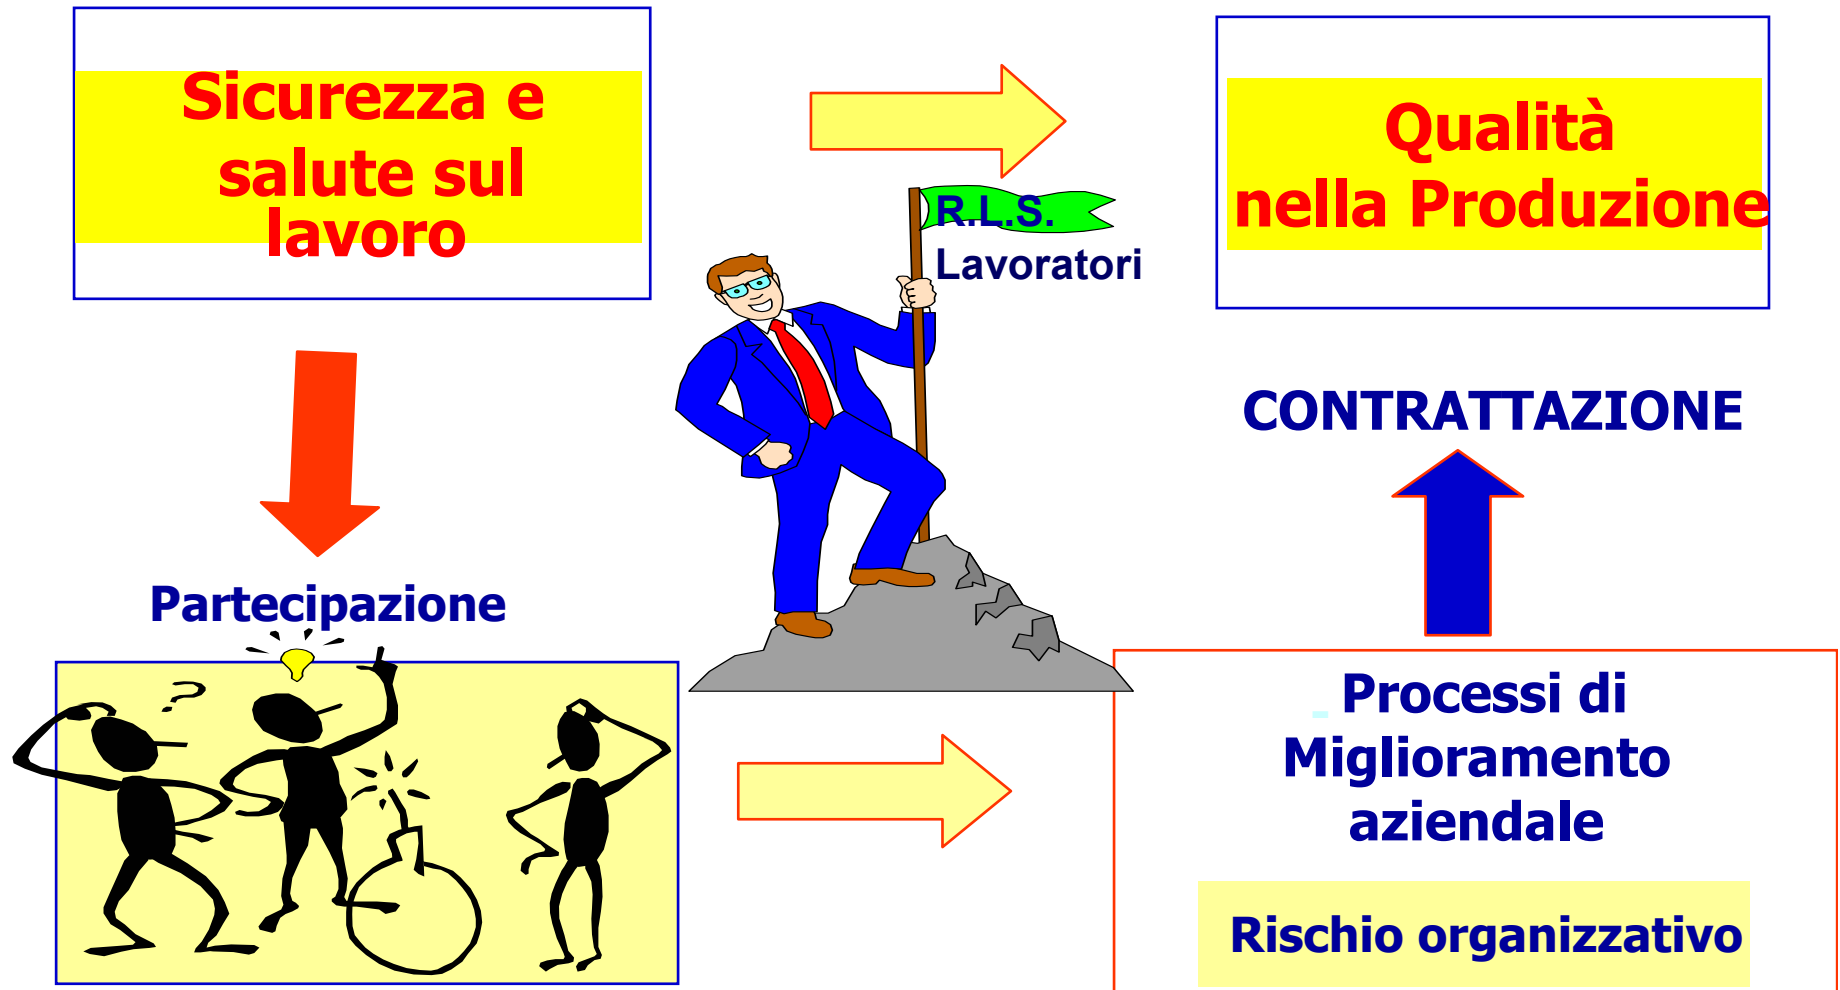 Sicurezza e
salute sul
lavoro
Qualità
nella Produzione
R.L.S.
Lavoratori
CONTRATTAZIONE
Partecipazione
?
Processi di
Miglioramento
aziendale
Rischio organizzativo